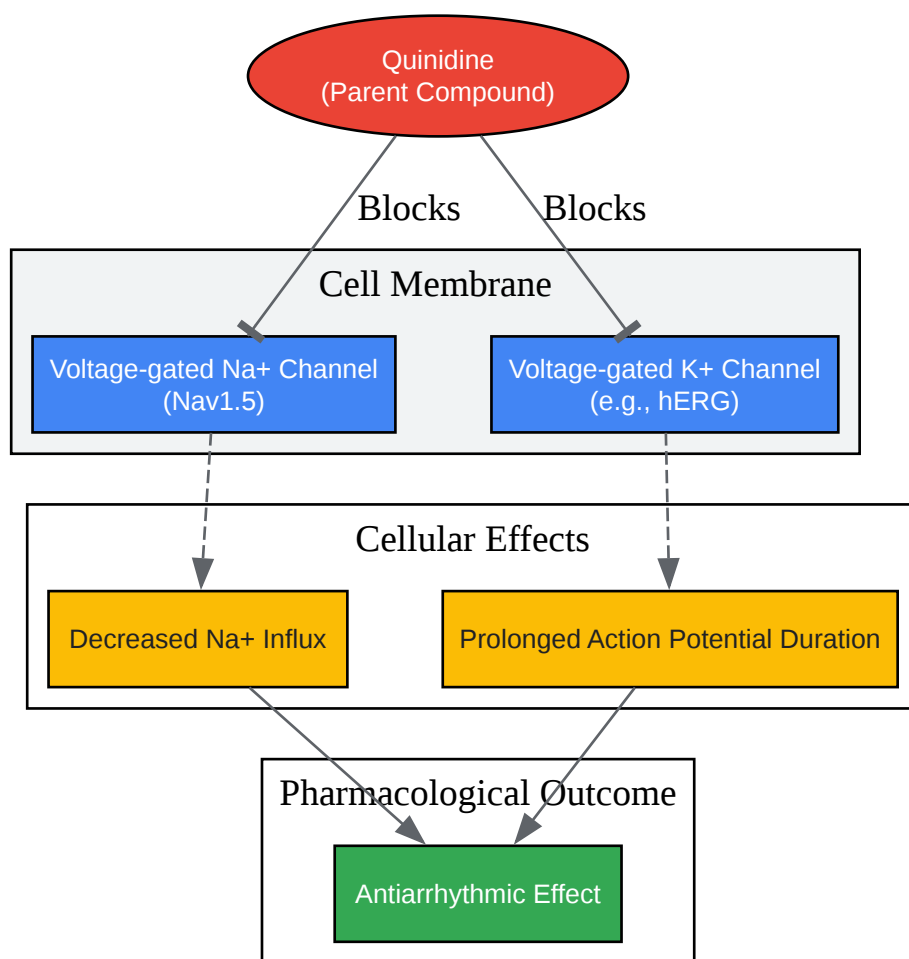 Quinidine
(Parent Compound)
Blocks
Blocks
Cell Membrane
Voltage-gated Na+ Channel
(Nav1.5)
Voltage-gated K+ Channel
(e.g., hERG)
Cellular Effects
Decreased Na+ Influx
Prolonged Action Potential Duration
Pharmacological Outcome
Antiarrhythmic Effect